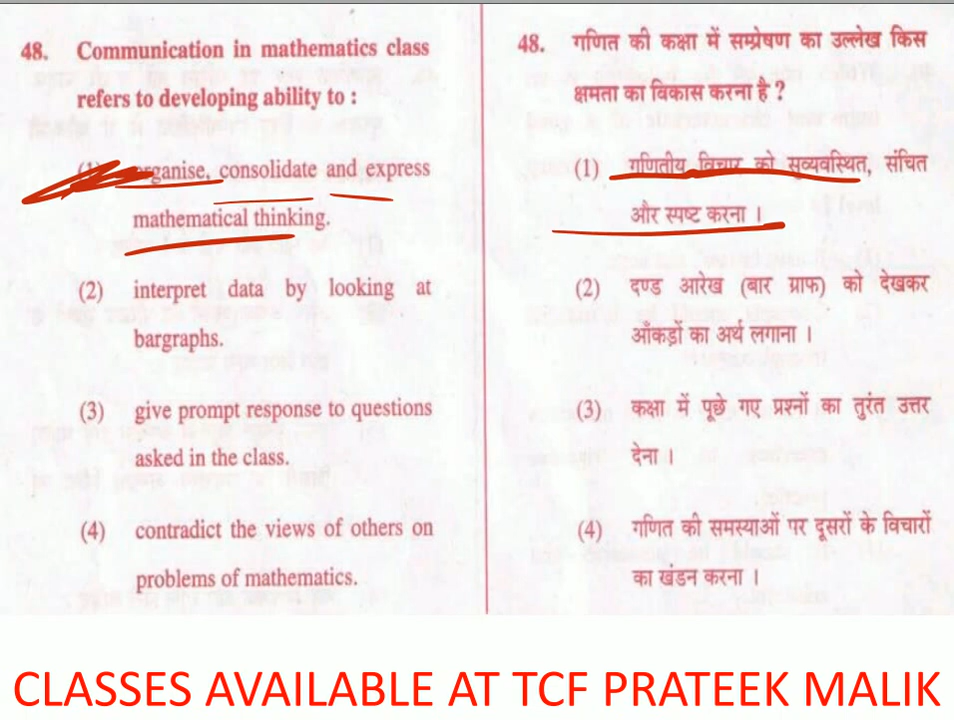 48. Communication in mathematics class
refers to developing ability to :
(1) organise, consolidate and express
mathematical thinking.
(2) interpret data by looking at
bargraphs.
(3) give prompt response to questions
asked in the class.
(4) contradict the views of others on
problems of mathematics.
48. गणित की कक्षा में सम्प्रेषण का उल्लेख किस
क्षमता का विकास करना है ?
(1) गणितीय विचार को सुव्यवस्थित, संचित
और स्पष्ट करना ।
(2) दण्ड आरेख (बार ग्राफ) को देखकर
आँकड़ों का अर्थ लगाना ।
(3) कक्षा में पूछे गए प्रश्नों का तुरंत उत्तर
देना ।
(4) गणित की समस्याओं पर दूसरों के विचारों
का खंडन करना ।
CLASSES AVAILABLE AT TCF PRATEEK MALIK